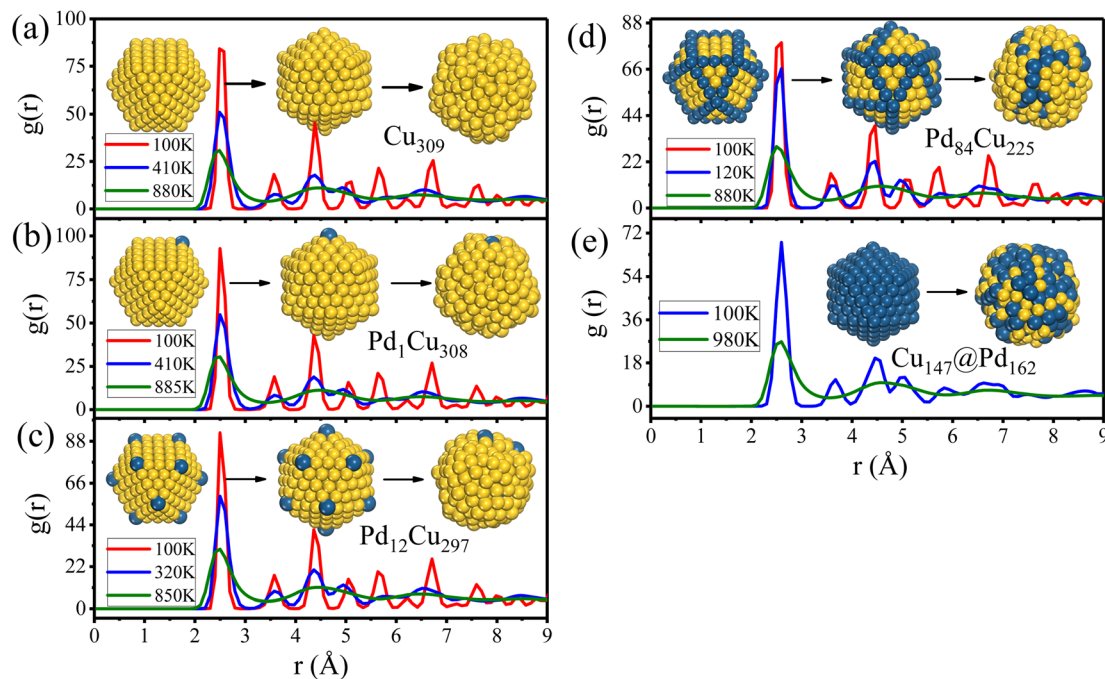 (a)
g(r)
100
75
50
25
0
100K
410K
880K
Cu309
(b)
g(r)
100
75
50
25
0
100K
410K
885K
Pd1Cu308
(c)
g(r)
88
66
44
22
0
100K
320K
850K
Pd12Cu297
0 1 2 3 4 5 6 7 8 9
r (Å)
(d)
g(r)
88
66
44
22
0
100K
120K
880K
Pd84Cu225
(e)
g (r)
72
54
36
18
0
100K
980K
Cu147@Pd162
0 1 2 3 4 5 6 7 8 9
r (Å)